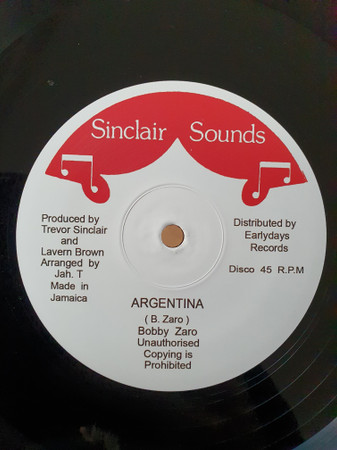 Sinclair Sounds
Produced by
Trevor Sinclair
and
Lavern Brown
Arranged by
Jah. T
Made in
Jamaica
Distributed by
Earlydays
Records
Disco 45 R.P.M
ARGENTINA
( B. Zaro )
Bobby Zaro
Unauthorised
Copying is
Prohibited